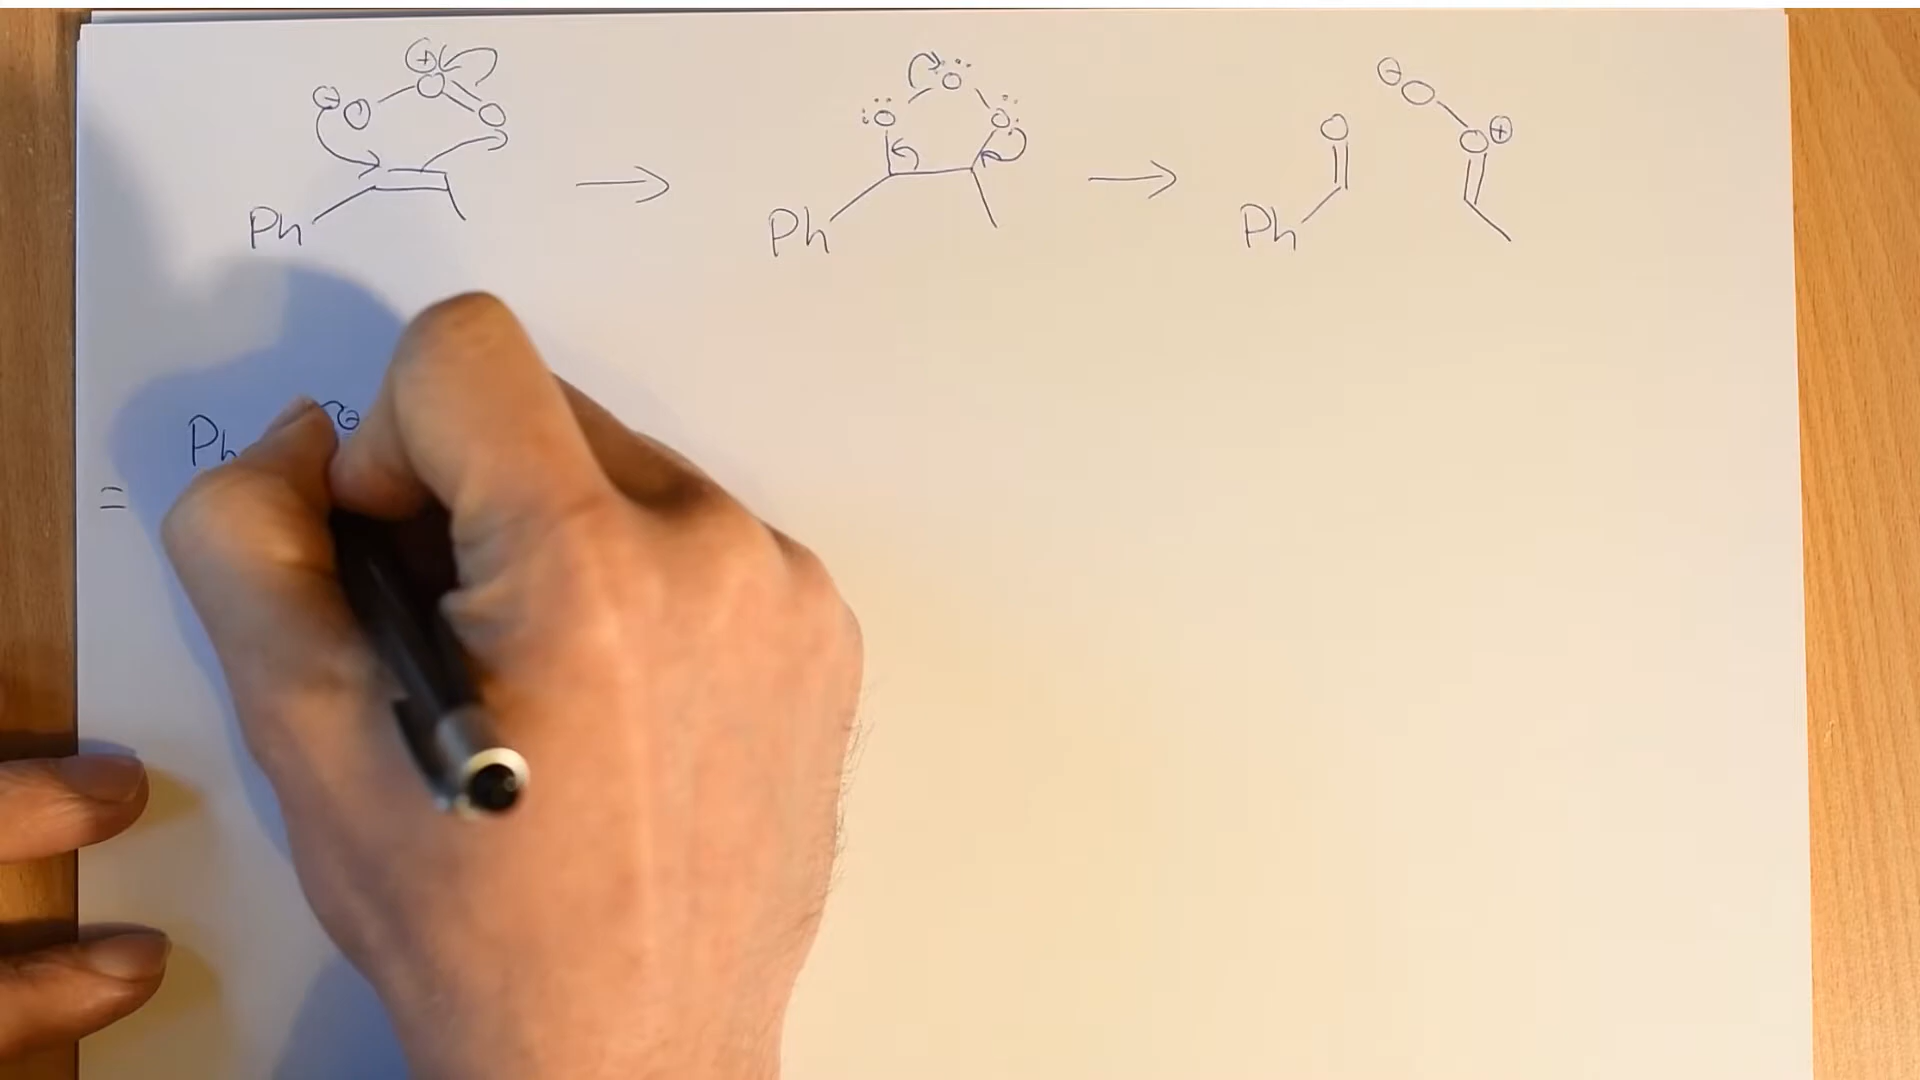 ⊕
⊖ O O O
Ph
→
O O O
Ph
→
⊖ O
O O ⊕
Ph
Ph ⊖
=